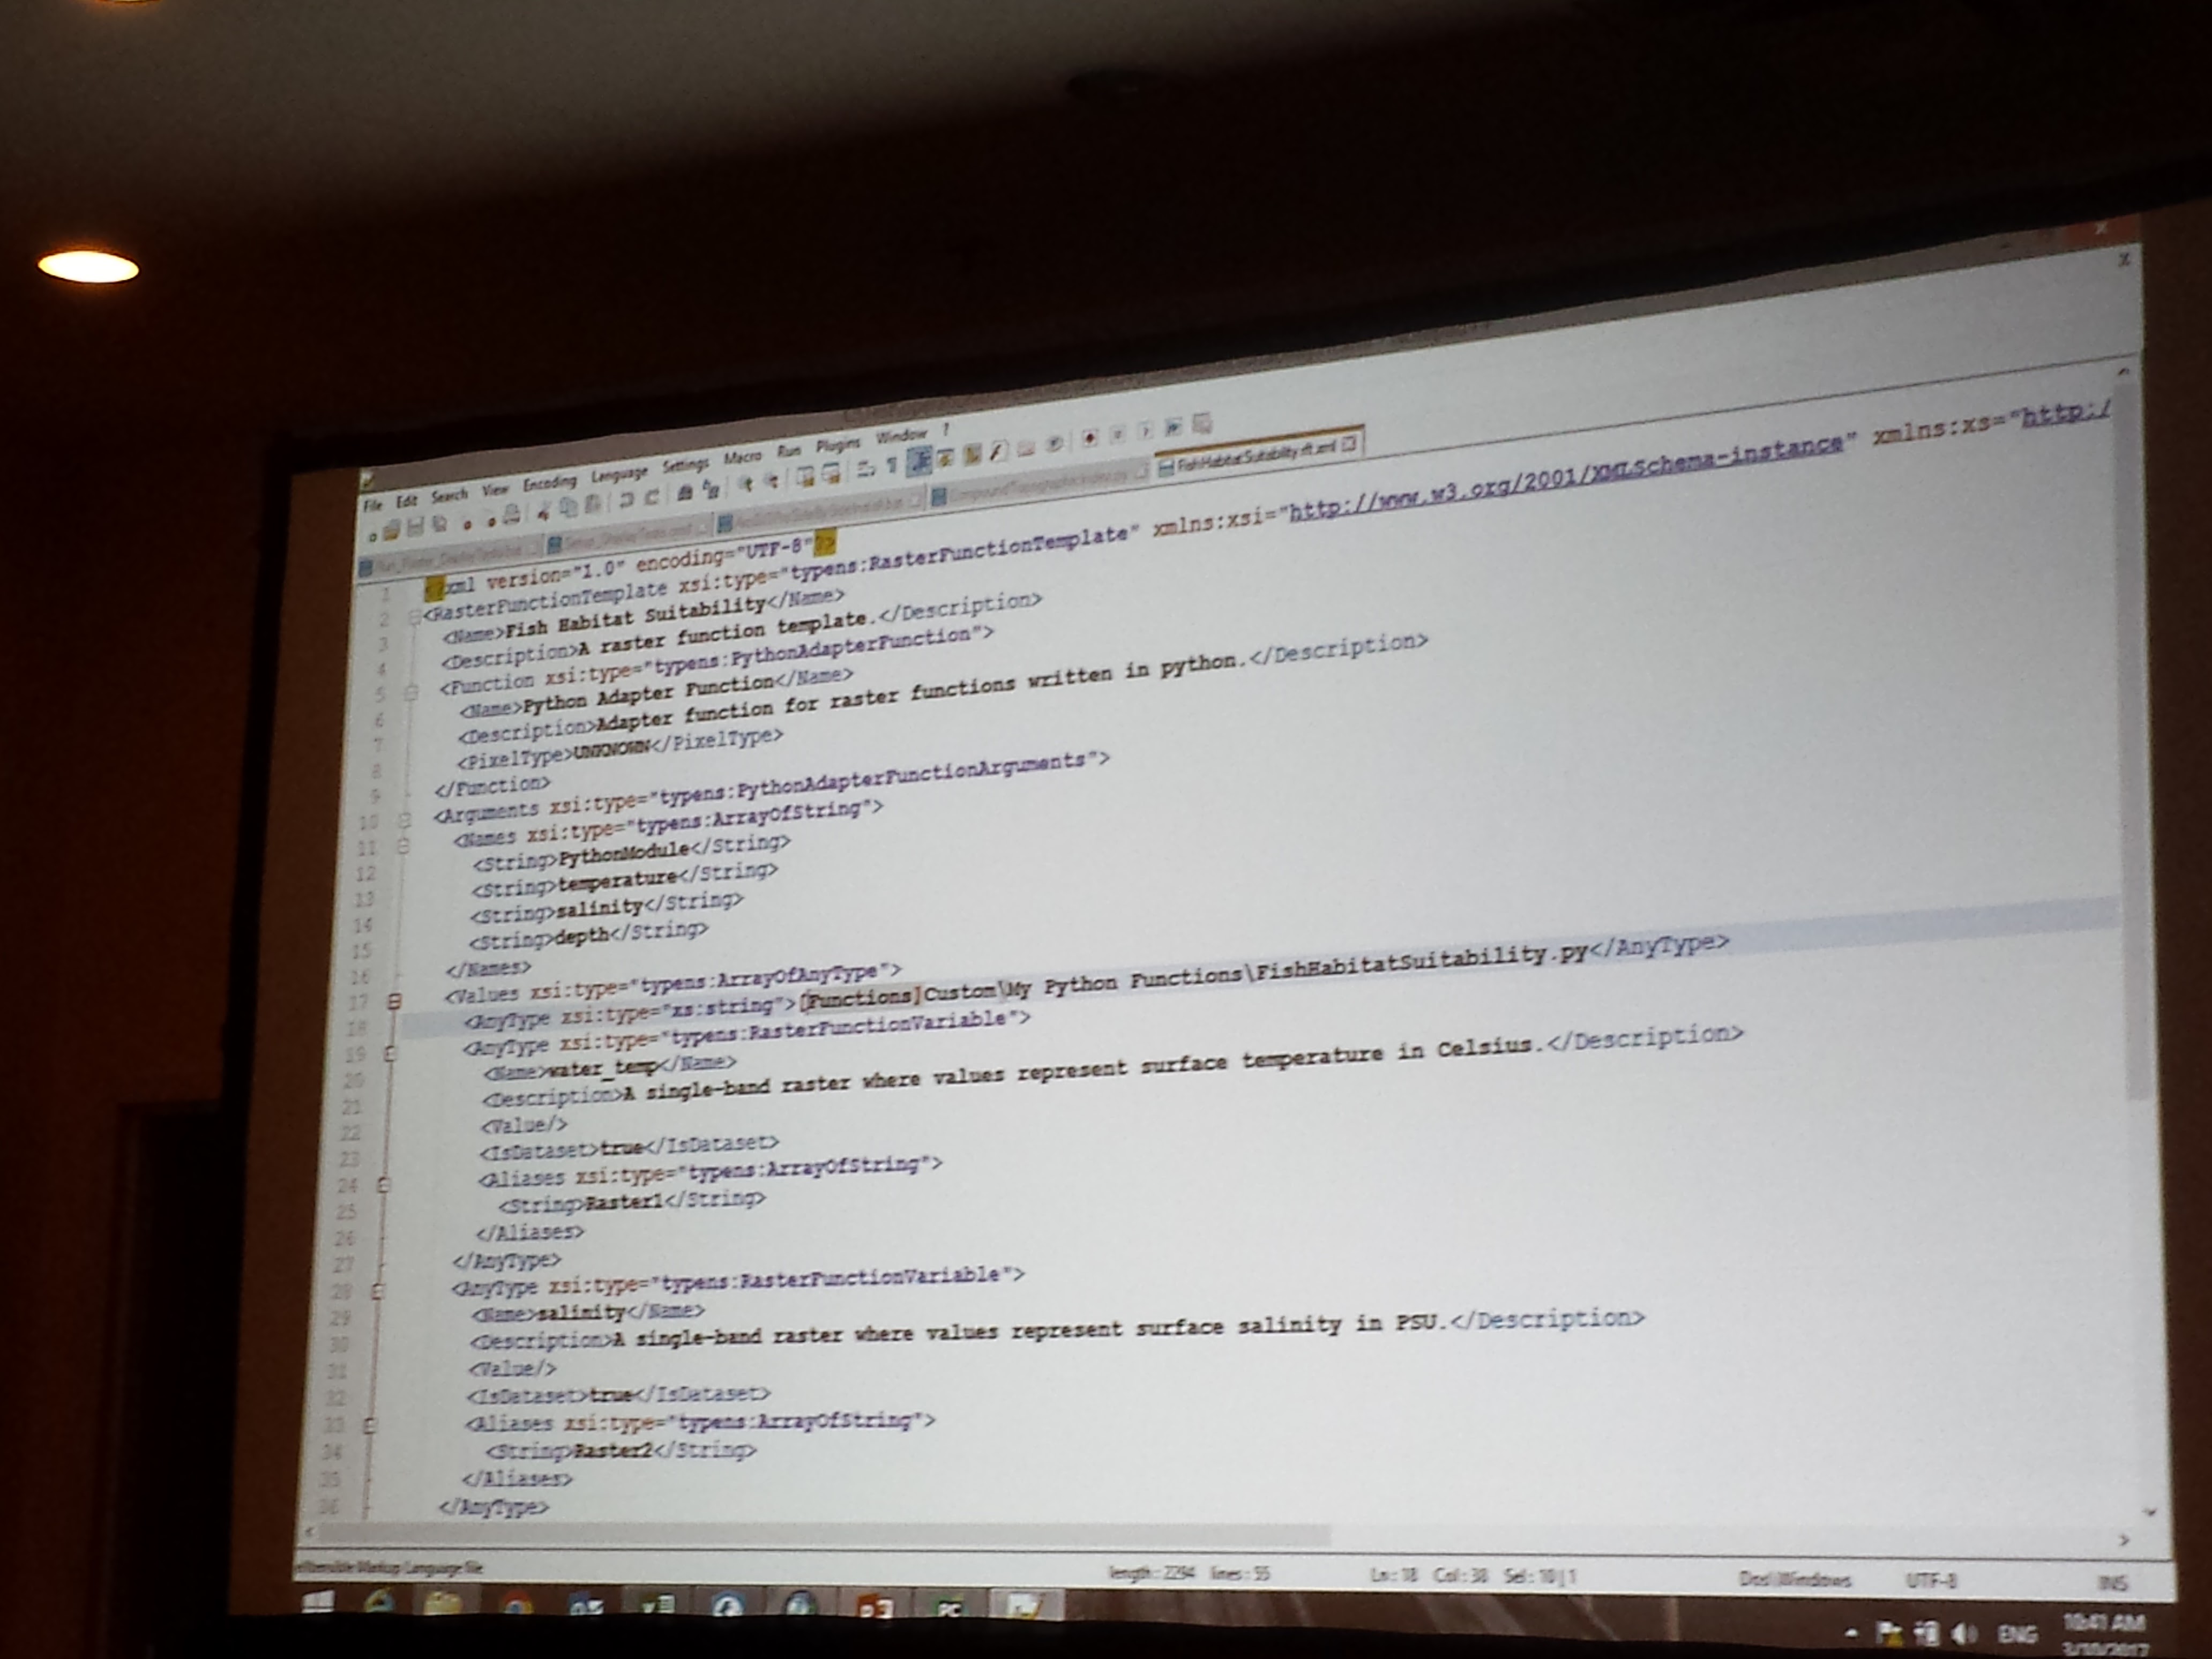 File Edit Search View Encoding Language Settings Macro Run Plugins Window ?
FishHabitatSuitability.rft.xml
1 <?xml version="1.0" encoding="UTF-8"?>
2 <RasterFunctionTemplate xsi:type="typens:RasterFunctionTemplate" xmlns:xsi="http://www.w3.org/2001/XMLSchema-instance" xmlns:xs="http:/
3 <Name>Fish Habitat Suitability</Name>
4 <Description>A raster function template.</Description>
5 <Function xsi:type="typens:PythonAdapterFunction">
6 <Name>Python Adapter Function</Name>
7 <Description>Adapter function for raster functions written in python.</Description>
8 <PixelType>UNKNOWN</PixelType>
9 </Function>
10 <Arguments xsi:type="typens:PythonAdapterFunctionArguments">
11 <Names xsi:type="typens:ArrayOfString">
12 <String>PythonModule</String>
13 <String>temperature</String>
14 <String>salinity</String>
15 <String>depth</String>
16 </Names>
17 <Values xsi:type="typens:ArrayOfAnyType">
18 <AnyType xsi:type="xs:string">[Functions]Custom\My Python Functions\FishHabitatSuitability.py</AnyType>
19 <AnyType xsi:type="typens:RasterFunctionVariable">
20 <Name>water_temp</Name>
21 <Description>A single-band raster where values represent surface temperature in Celsius.</Description>
22 <Value/>
23 <IsDataset>true</IsDataset>
24 <Aliases xsi:type="typens:ArrayOfString">
25 <String>Raster1</String>
26 </Aliases>
27 </AnyType>
28 <AnyType xsi:type="typens:RasterFunctionVariable">
29 <Name>salinity</Name>
30 <Description>A single-band raster where values represent surface salinity in PSU.</Description>
31 <Value/>
32 <IsDataset>true</IsDataset>
33 <Aliases xsi:type="typens:ArrayOfString">
34 <String>Raster2</String>
35 </Aliases>
36 </AnyType>
Markup Language file length : 2294 lines : 55 Ln : 18 Col : 38 Sel : 10 | 1 Dos\Windows UTF-8 INS
ENG 10:41 AM
3/10/2017